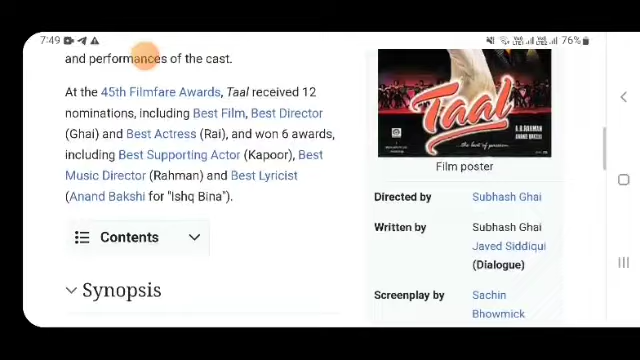 7:49
76%
and performances of the cast.
At the 45th Filmfare Awards, Taal received 12
nominations, including Best Film, Best Director
(Ghai) and Best Actress (Rai), and won 6 awards,
including Best Supporting Actor (Kapoor), Best
Music Director (Rahman) and Best Lyricist
(Anand Bakshi for "Ishq Bina").
Contents
Synopsis
Taal
A.R.RAHMAN
ANAND BAKSHI
...the beat of passion
Film poster
Directed by
Subhash Ghai
Written by
Subhash Ghai
Javed Siddiqui
(Dialogue)
Screenplay by
Sachin
Bhowmick